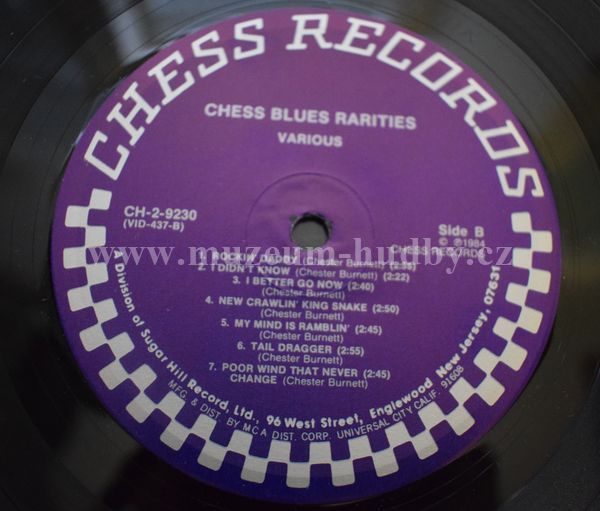 CHESS RECORDS
CHESS BLUES RARITIES
VARIOUS
CH-2-9230
(VID-437-B)
Side B
© ℗1984
CHESS RECORDS
www.muzeum-hudby.cz
1. ROCKIN DADDY (Chester Burnett) (2:55)
2. I DIDN'T KNOW (Chester Burnett) (2:22)
3. I BETTER GO NOW (2:40)
(Chester Burnett)
4. NEW CRAWLIN' KING SNAKE (2:50)
(Chester Burnett)
5. MY MIND IS RAMBLIN' (2:45)
(Chester Burnett)
6. TAIL DRAGGER (2:55)
(Chester Burnett)
7. POOR WIND THAT NEVER (2:45)
CHANGE (Chester Burnett)
A Division of Sugar Hill Record, Ltd., 96 West Street, Englewood New Jersey, 07631
MFG. & DIST. BY MCA DIST. CORP. UNIVERSAL CITY CALIF. 91608